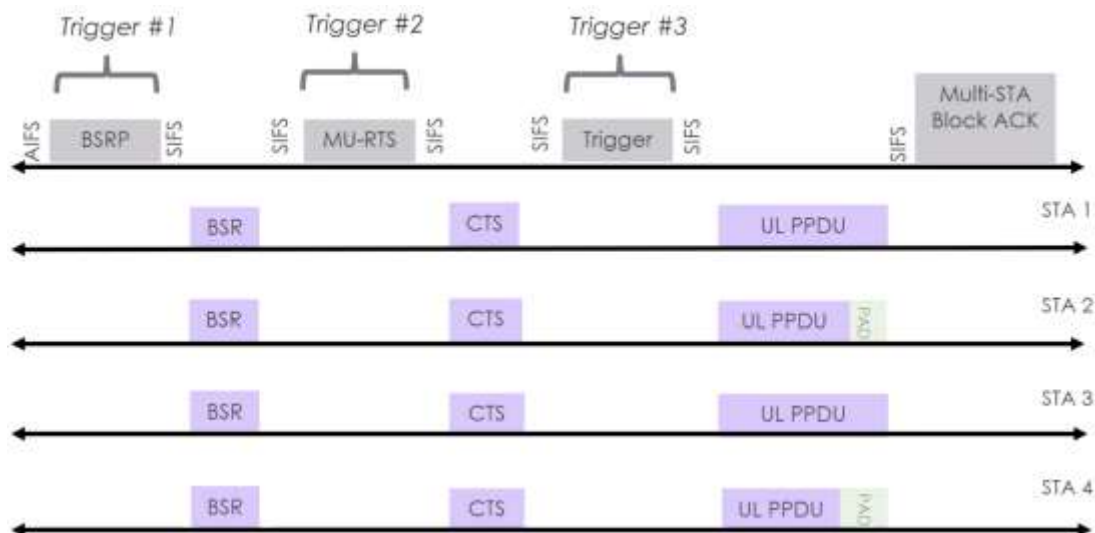 Trigger #1 Trigger #2 Trigger #3
AIFS BSRP SIFS SIFS MU-RTS SIFS SIFS Trigger SIFS SIFS Multi-STA
Block ACK
BSR CTS UL PPDU STA 1
BSR CTS UL PPDU PAD STA 2
BSR CTS UL PPDU STA 3
BSR CTS UL PPDU PAD STA 4